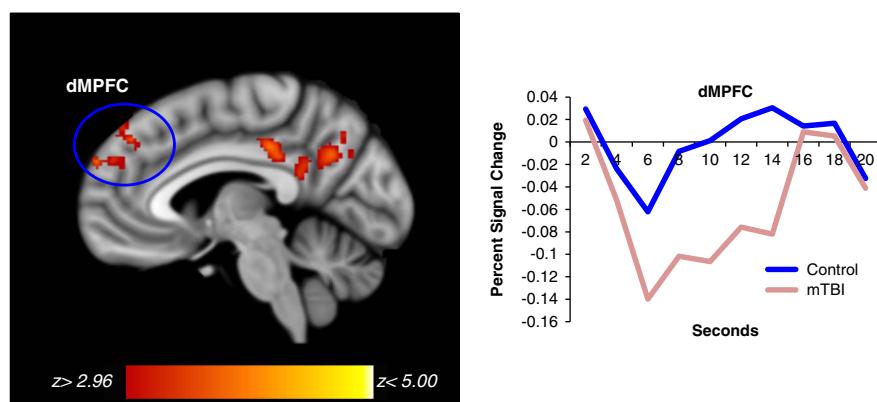 dMPFC
z> 2.96
z< 5.00
dMPFC
Percent Signal Change
0.04
0.02
0
-0.02
-0.04
-0.06
-0.08
-0.1
-0.12
-0.14
-0.16
2 4 6 8 10 12 14 16 18 20
Control
mTBI
Seconds